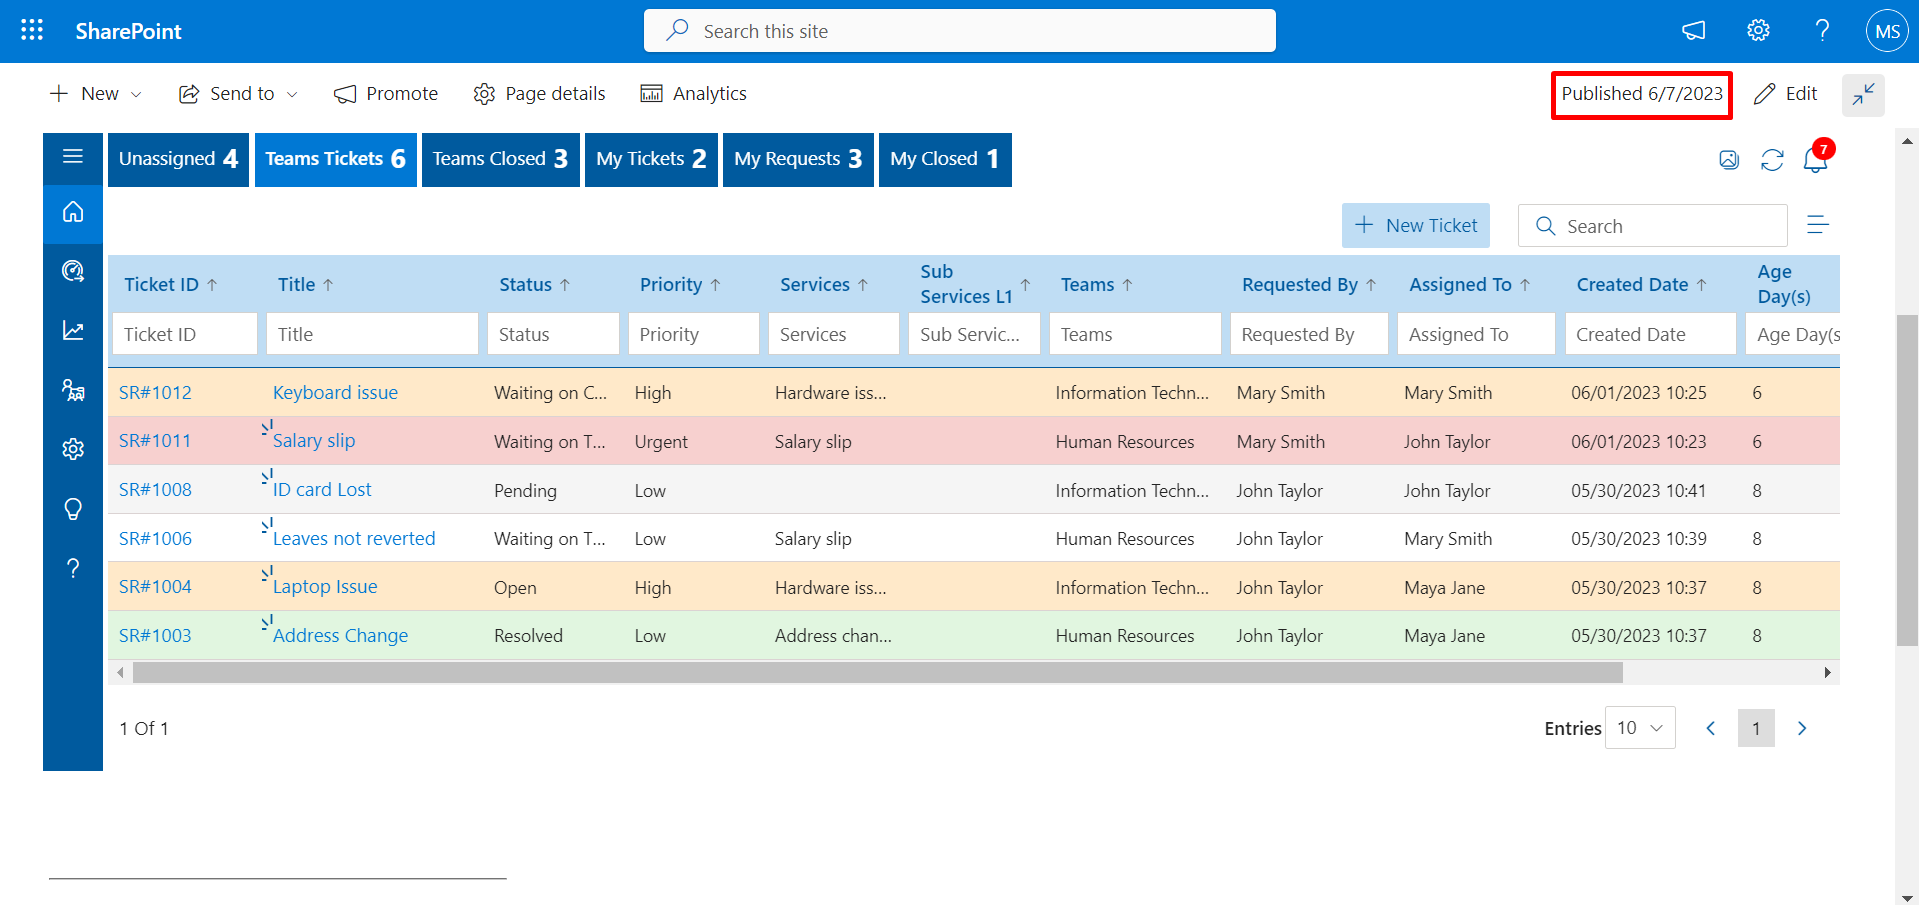 SharePoint
Search this site
MS
New
Send to
Promote
Page details
Analytics
Published 6/7/2023
Edit
Unassigned 4
Teams Tickets 6
Teams Closed 3
My Tickets 2
My Requests 3
My Closed 1
7
New Ticket
Search
Ticket ID Title Status Priority Services Sub Services L1 Teams Requested By Assigned To Created Date Age Day(s)
Ticket ID Title Status Priority Services Sub Servic... Teams Requested By Assigned To Created Date Age Day(s
SR#1012 Keyboard issue Waiting on C... High Hardware iss... Information Techn... Mary Smith Mary Smith 06/01/2023 10:25 6
SR#1011 Salary slip Waiting on T... Urgent Salary slip Human Resources Mary Smith John Taylor 06/01/2023 10:23 6
SR#1008 ID card Lost Pending Low Information Techn... John Taylor John Taylor 05/30/2023 10:41 8
SR#1006 Leaves not reverted Waiting on T... Low Salary slip Human Resources John Taylor Mary Smith 05/30/2023 10:39 8
SR#1004 Laptop Issue Open High Hardware iss... Information Techn... John Taylor Maya Jane 05/30/2023 10:37 8
SR#1003 Address Change Resolved Low Address chan... Human Resources John Taylor Maya Jane 05/30/2023 10:37 8
1 Of 1
Entries 10
1